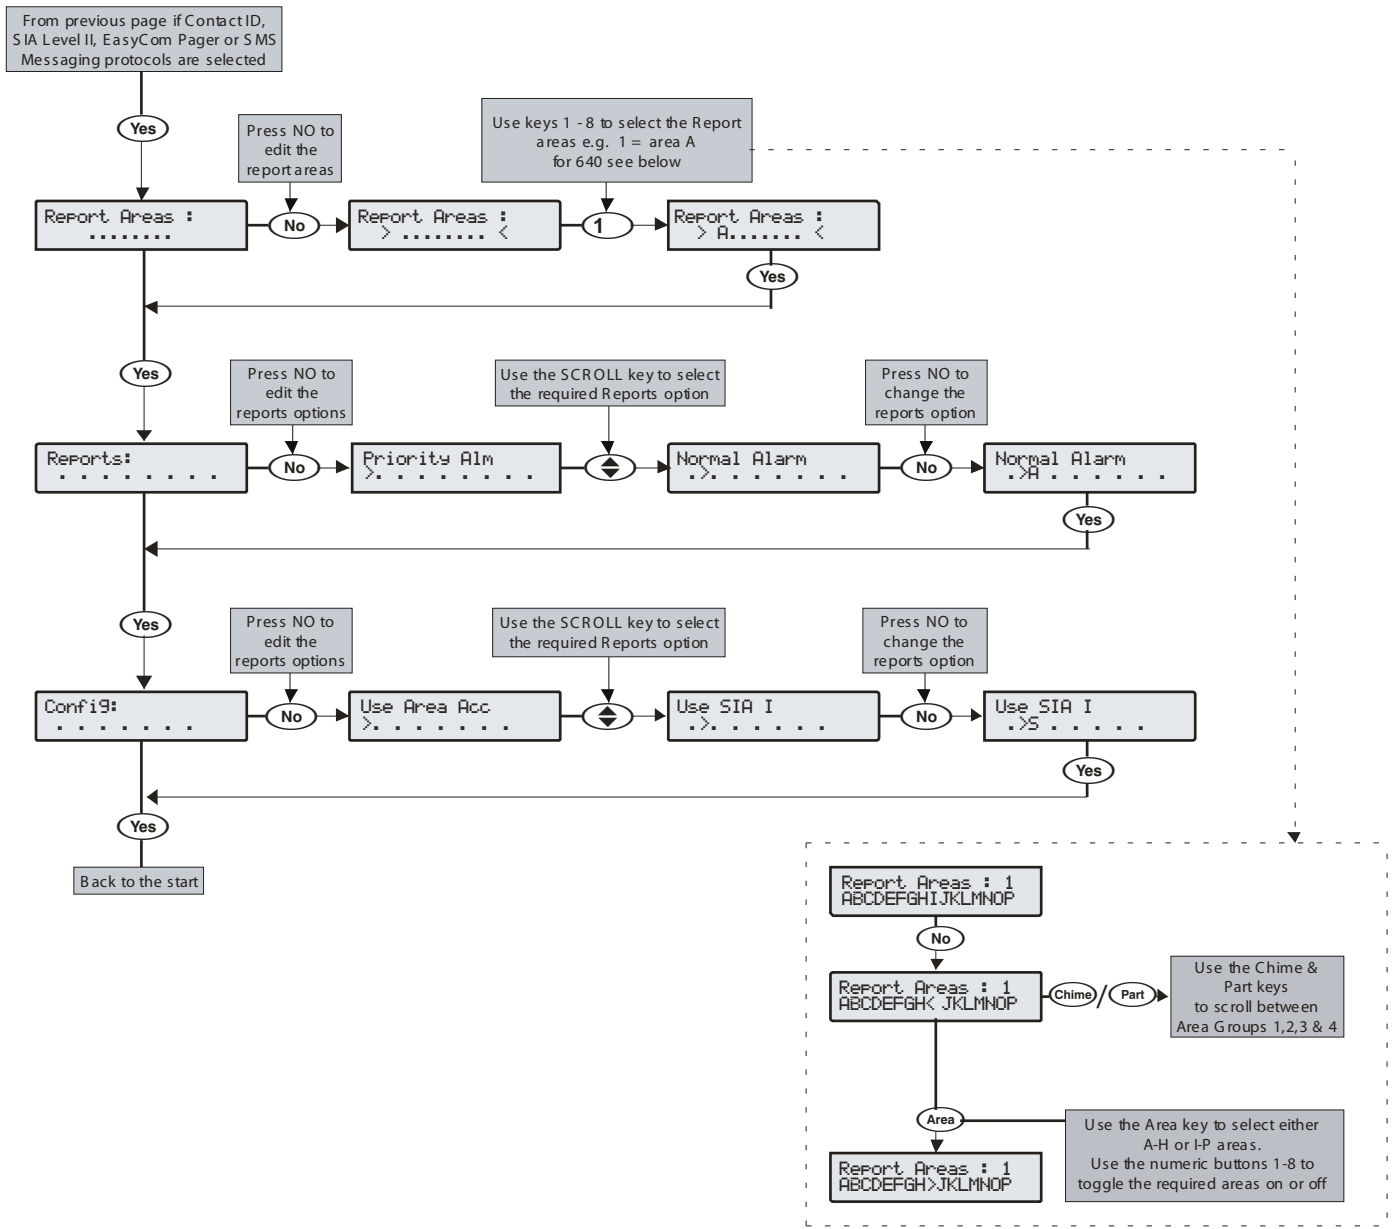 From previous page if Contact ID,
SIA Level II, EasyCom Pager or SMS
Messaging protocols are selected
Yes
Press NO to
edit the
report areas
Use keys 1 - 8 to select the Report
areas e.g. 1 = area A
for 640 see below
Report Areas :
........
No
Report Areas :
> ........ <
1
Report Areas :
> A....... <
Yes
Yes
Press NO to
edit the
reports options
Use the SCROLL key to select
the required Reports option
Press NO to
change the
reports option
Reports:
. . . . . . . .
No
Priority Alm
>. . . . . . . .
Normal Alarm
.>. . . . . . .
No
Normal Alarm
.>A . . . . . .
Yes
Yes
Press NO to
edit the
reports options
Use the SCROLL key to select
the required Reports option
Press NO to
change the
reports option
Config:
. . . . . . .
No
Use Area Acc
>. . . . . . .
Use SIA I
.>. . . . . .
No
Use SIA I
.>S . . . . .
Yes
Yes
Back to the start
Report Areas : 1
ABCDEFGHIJKLMNOP
No
Report Areas : 1
ABCDEFGH< JKLMNOP
Chime / Part
Use the Chime &
Part keys
to scroll between
Area Groups 1,2,3 & 4
Area
Use the Area key to select either
A-H or I-P areas.
Use the numeric buttons 1-8 to
toggle the required areas on or off
Report Areas : 1
ABCDEFGH>JKLMNOP